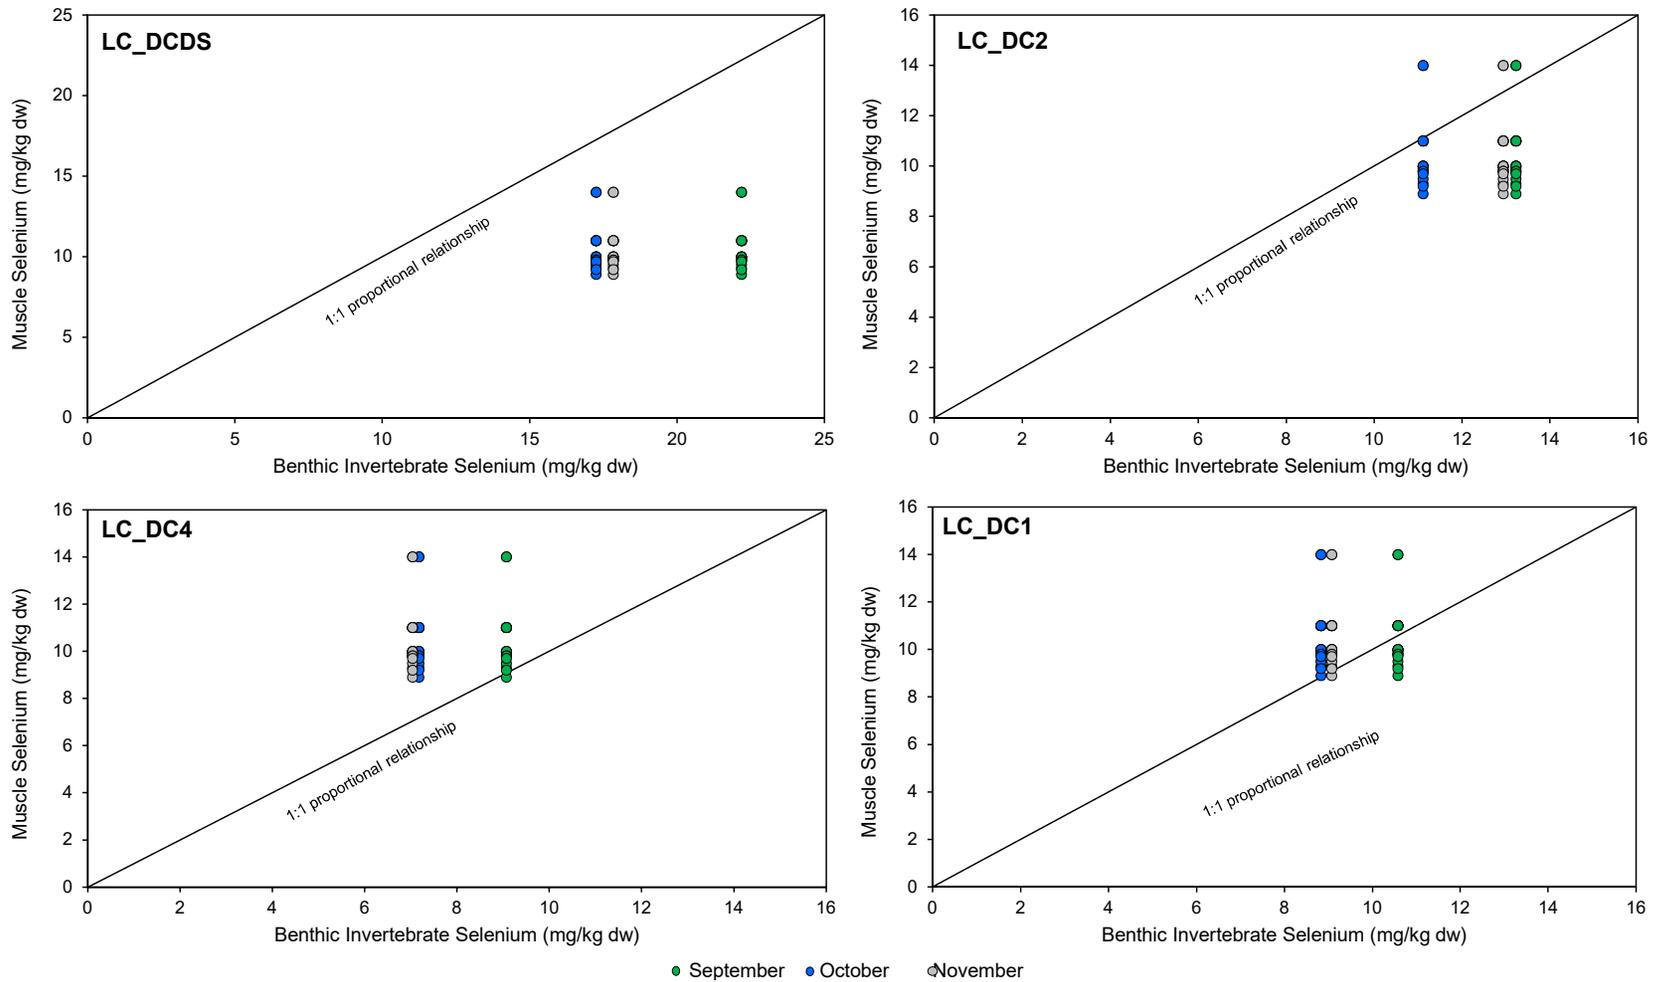 LC_DCDS
25
20
15
10
5
0
Muscle Selenium (mg/kg dw)
1:1 proportional relationship
0 5 10 15 20 25
Benthic Invertebrate Selenium (mg/kg dw)
LC_DC2
16
14
12
10
8
6
4
2
0
Muscle Selenium (mg/kg dw)
1:1 proportional relationship
0 2 4 6 8 10 12 14 16
Benthic Invertebrate Selenium (mg/kg dw)
LC_DC4
16
14
12
10
8
6
4
2
0
Muscle Selenium (mg/kg dw)
1:1 proportional relationship
0 2 4 6 8 10 12 14 16
Benthic Invertebrate Selenium (mg/kg dw)
LC_DC1
16
14
12
10
8
6
4
2
0
Muscle Selenium (mg/kg dw)
1:1 proportional relationship
0 2 4 6 8 10 12 14 16
Benthic Invertebrate Selenium (mg/kg dw)
September October November